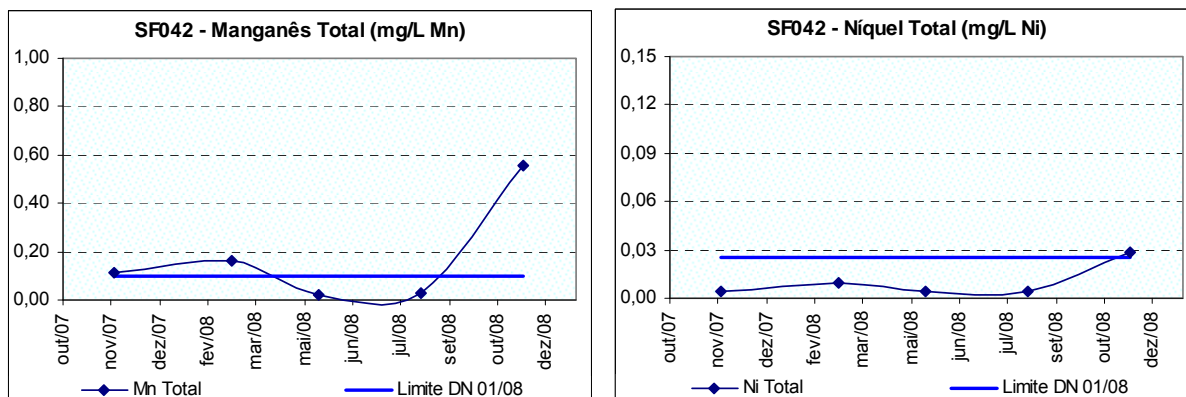 SF042 - Manganês Total (mg/L Mn)
1,00
0,80
0,60
0,40
0,20
0,00
out/07
nov/07
dez/07
fev/08
mar/08
mai/08
jun/08
jul/08
set/08
out/08
dez/08
Mn Total
Limite DN 01/08
SF042 - Níquel Total (mg/L Ni)
0,15
0,12
0,09
0,06
0,03
0,00
out/07
nov/07
dez/07
fev/08
mar/08
mai/08
jun/08
jul/08
set/08
out/08
dez/08
Ni Total
Limite DN 01/08